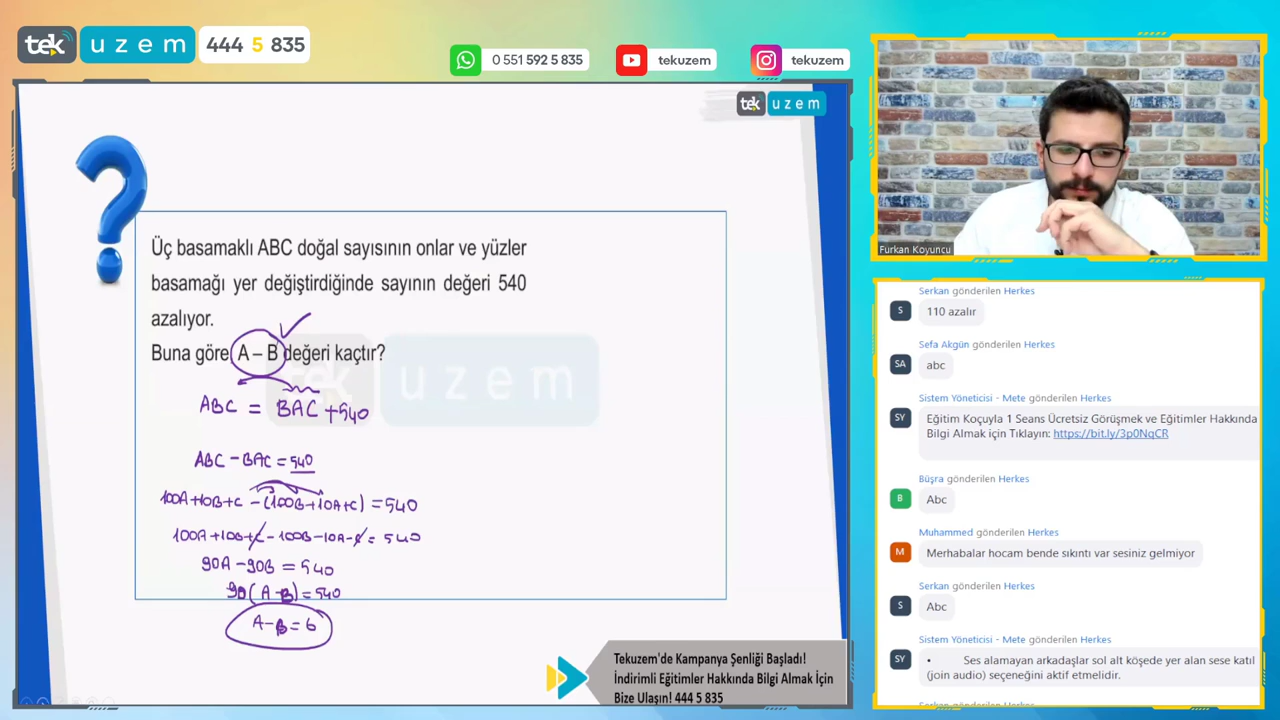 tek
uzem
444 5 835
0 551 592 5 835
tekuzem
tekuzem
tek uzem
Üç basamaklı ABC doğal sayısının onlar ve yüzler
basamağı yer değiştirdiğinde sayının değeri 540
azalıyor.
Buna göre A – B değeri kaçtır?
tek uzem
ABC = BAC +540
ABC - BAC = 540
100A+10B+C -(100B+10A+C) = 540
100A+10B+C - 100B-10A-C = 540
90A -90B = 540
90(A-B) = 540
A-B = 6
Tekuzem'de Kampanya Şenliği Başladı!
İndirimli Eğitimler Hakkında Bilgi Almak İçin
Bize Ulaşın! 444 5 835
Furkan Koyuncu
Serkan gönderilen Herkes
S
110 azalır
Sefa Akgün gönderilen Herkes
SA
abc
Sistem Yöneticisi - Mete gönderilen Herkes
SY
Eğitim Koçuyla 1 Seans Ücretsiz Görüşmek ve Eğitimler Hakkında
Bilgi Almak için Tıklayın: https://bit.ly/3p0NqCR
Büşra gönderilen Herkes
B
Abc
Muhammed gönderilen Herkes
M
Merhabalar hocam bende sıkıntı var sesiniz gelmiyor
Serkan gönderilen Herkes
S
Abc
Sistem Yöneticisi - Mete gönderilen Herkes
SY
• Ses alamayan arkadaşlar sol alt köşede yer alan sese katıl
(join audio) seçeneğini aktif etmelidir.